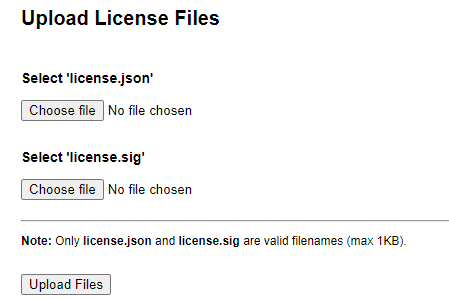 Upload License Files
Select 'license.json'
Choose file No file chosen
Select 'license.sig'
Choose file No file chosen
Note: Only license.json and license.sig are valid filenames (max 1KB).
Upload Files